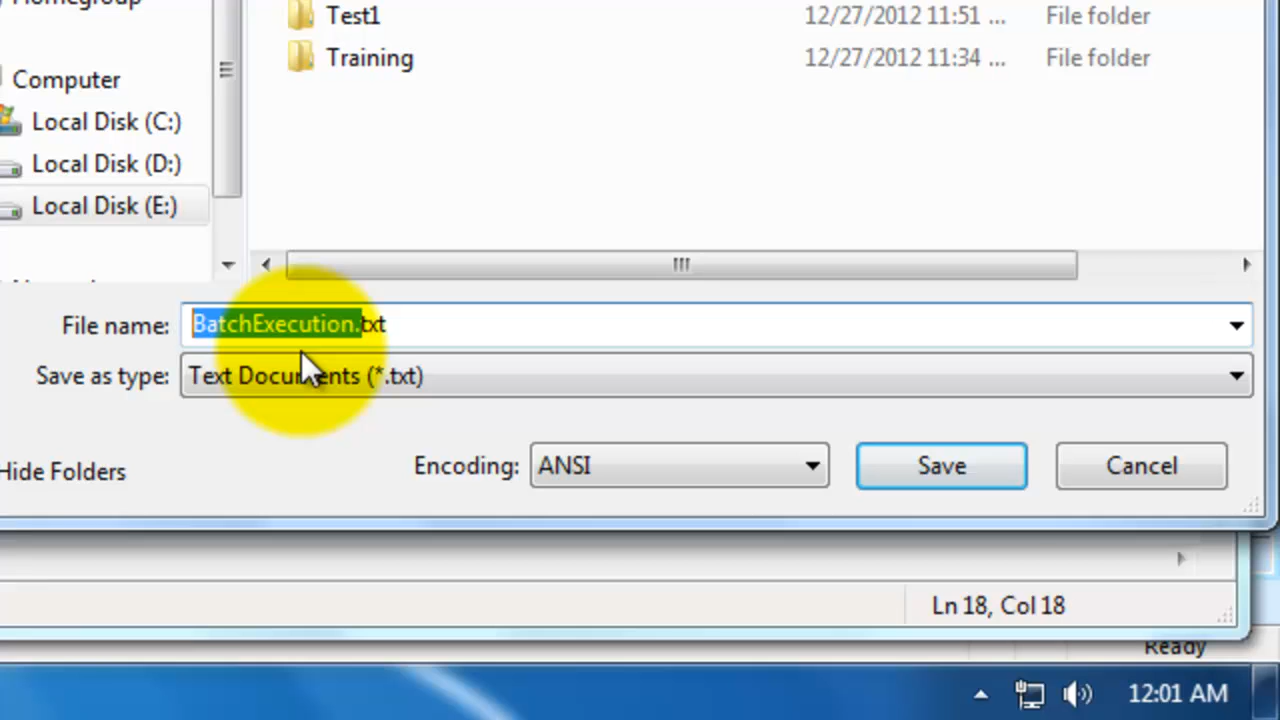 Test1 12/27/2012 11:51 ... File folder
Training 12/27/2012 11:34 ... File folder
Computer
Local Disk (C:)
Local Disk (D:)
Local Disk (E:)
File name: BatchExecution.txt
Save as type: Text Documents (*.txt)
Hide Folders Encoding: ANSI Save Cancel
Ln 18, Col 18
Ready
12:01 AM